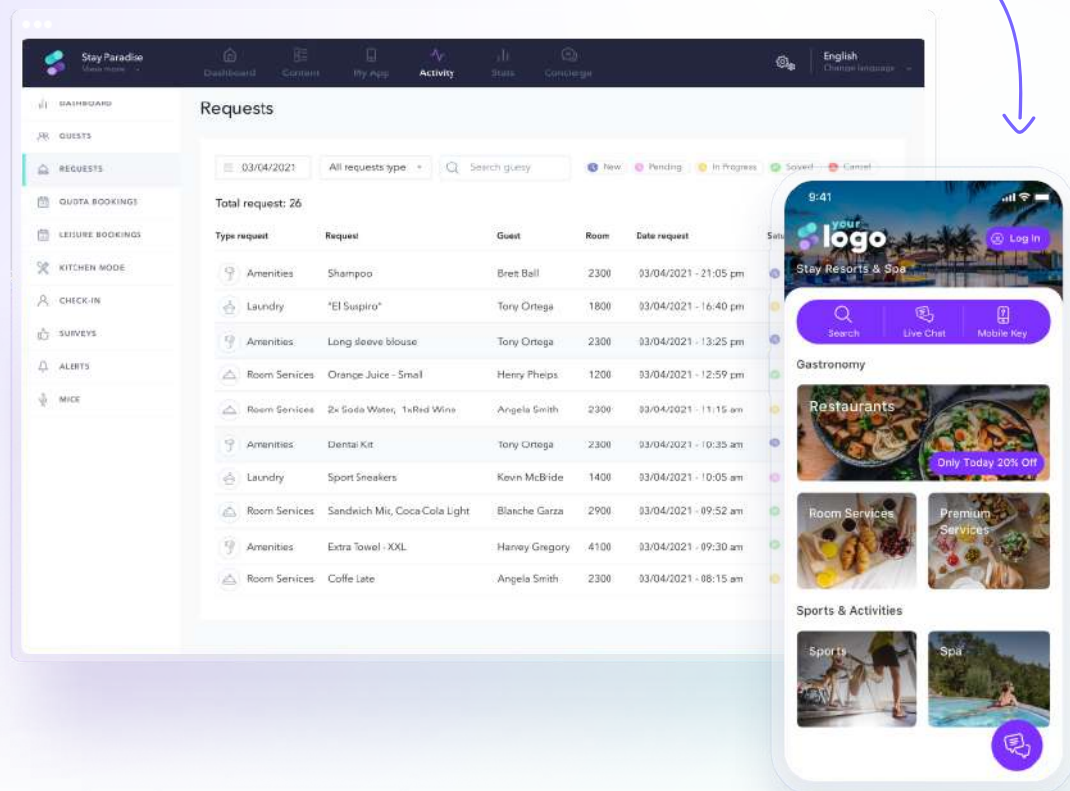 Stay Paradise
View more
Dashboard Content My App Activity Stats Concierge
English
Change language
DASHBOARD
GUESTS
REQUESTS
QUOTA BOOKINGS
LEISURE BOOKINGS
KITCHEN MODE
CHECK-IN
SURVEYS
ALERTS
MICE
Requests
03/04/2021 All requests type Search guesy New Pending In Progress Solved Cancel
Total request: 26
Type request Request Guest Room Date request Satu
Amenities Shampoo Brett Ball 2300 03/04/2021 - 21:05 pm
Laundry "El Suspiro" Tony Ortega 1800 03/04/2021 - 16:40 pm
Amenities Long sleeve blouse Tony Ortega 2300 03/04/2021 - 13:25 pm
Room Services Orange Juice - Small Henry Phelps 1200 03/04/2021 - 12:59 pm
Room Services 2x Soda Water, 1xRed Wine Angela Smith 2300 03/04/2021 - 11:15 am
Amenities Dental Kit Tony Ortega 2300 03/04/2021 - 10:35 am
Laundry Sport Sneakers Kevin McBride 1400 03/04/2021 - 10:05 am
Room Services Sandwich Mic, Coca-Cola Light Blanche Garza 2900 03/04/2021 - 09:52 am
Amenities Extra Towel - XXL Harvey Gregory 4100 03/04/2021 - 09:30 am
Room Services Coffe Late Angela Smith 2300 03/04/2021 - 08:15 am
9:41
your
logo
Log In
Stay Resorts & Spa
Search Live Chat Mobile Key
Gastronomy
Restaurants
Only Today 20% Off
Room Services
Premium
Services
Sports & Activities
Sports
Spa